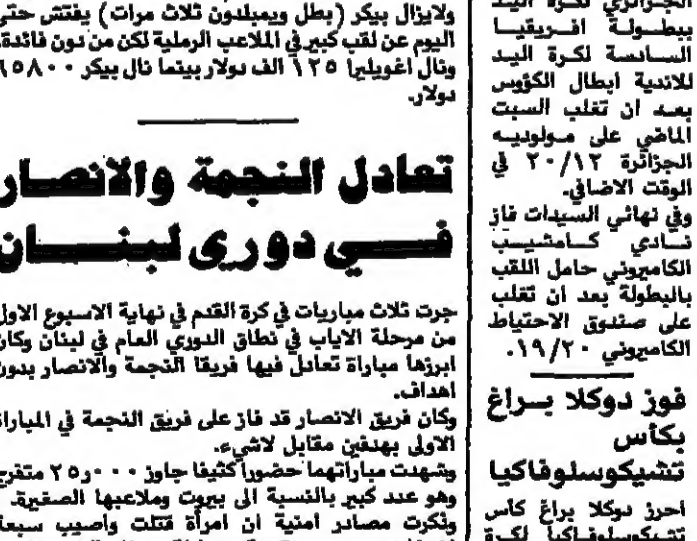 الجزائري لكرة اليد
ببطولة افريقيا
السادسة لكرة اليد
للاندية ابطال الكؤوس
بعد ان تغلب السبت
الماضي على مولوديه
الجزائرة ٢٠/١٢ في
الوقت الاضافي.
وفي نهائي السيدات فاز
نادي كامشيب
الكاميروني حامل اللقب
بالبطولة بعد ان تغلب
على صندوق الاحتياط
الكاميروني ١٩/٢٠.
فوز دوكلا براغ
بكأس
تشيكوسلوفاكيا
احرز دوكلا براغ كأس
تشيكوسلوفاكيا لكرة
ولايزال بيكر (بطل ويمبلدون ثلاث مرات) يفتش حتى
اليوم عن لقب كبير في الملاعب الرملية لكن من دون فائدة.
ونال اغويليرا ١٢٥ الف دولار بينما نال بيكر ٦٥٨٠٠
دولار.
تعادل النجمة والانصار
في دوري لبنان
جرت ثلاث مباريات في كرة القدم في نهاية الاسبوع الاول
من مرحلة الاياب في نطاق الدوري العام في لبنان وكان
ابرزها مباراة تعادل فيها فريقا النجمة والانصار بدون
اهداف.
وكان فريق الانصار قد فاز على فريق النجمة في المباراة
الاولى بهدفين مقابل لاشيء.
وشهدت مباراتهما حضورا كثيفا جاوز ٢٥٫٠٠٠ متفرج
وهو عدد كبير بالنسبة الى بيروت وملاعبها الصغيرة.
وذكرت مصادر امنية ان امرأة قتلت واصيب سبعة